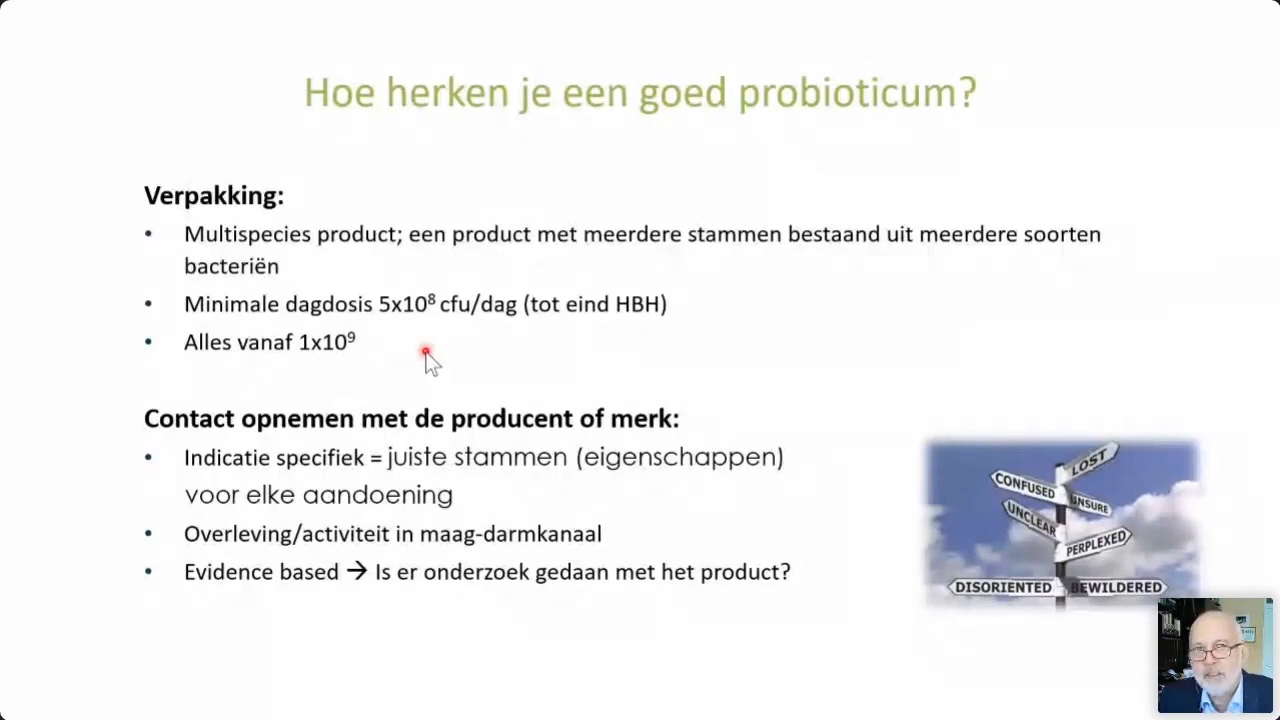 Hoe herken je een goed probioticum?
Verpakking:
• Multispecies product; een product met meerdere stammen bestaand uit meerdere soorten
bacteriën
• Minimale dagdosis 5x10⁸ cfu/dag (tot eind HBH)
• Alles vanaf 1x10⁹
Contact opnemen met de producent of merk:
• Indicatie specifiek = juiste stammen (eigenschappen)
voor elke aandoening
• Overleving/activiteit in maag-darmkanaal
• Evidence based → Is er onderzoek gedaan met het product?
LOST
CONFUSED
UNSURE
UNCLEAR
PERPLEXED
DISORIENTED
BEWILDERED